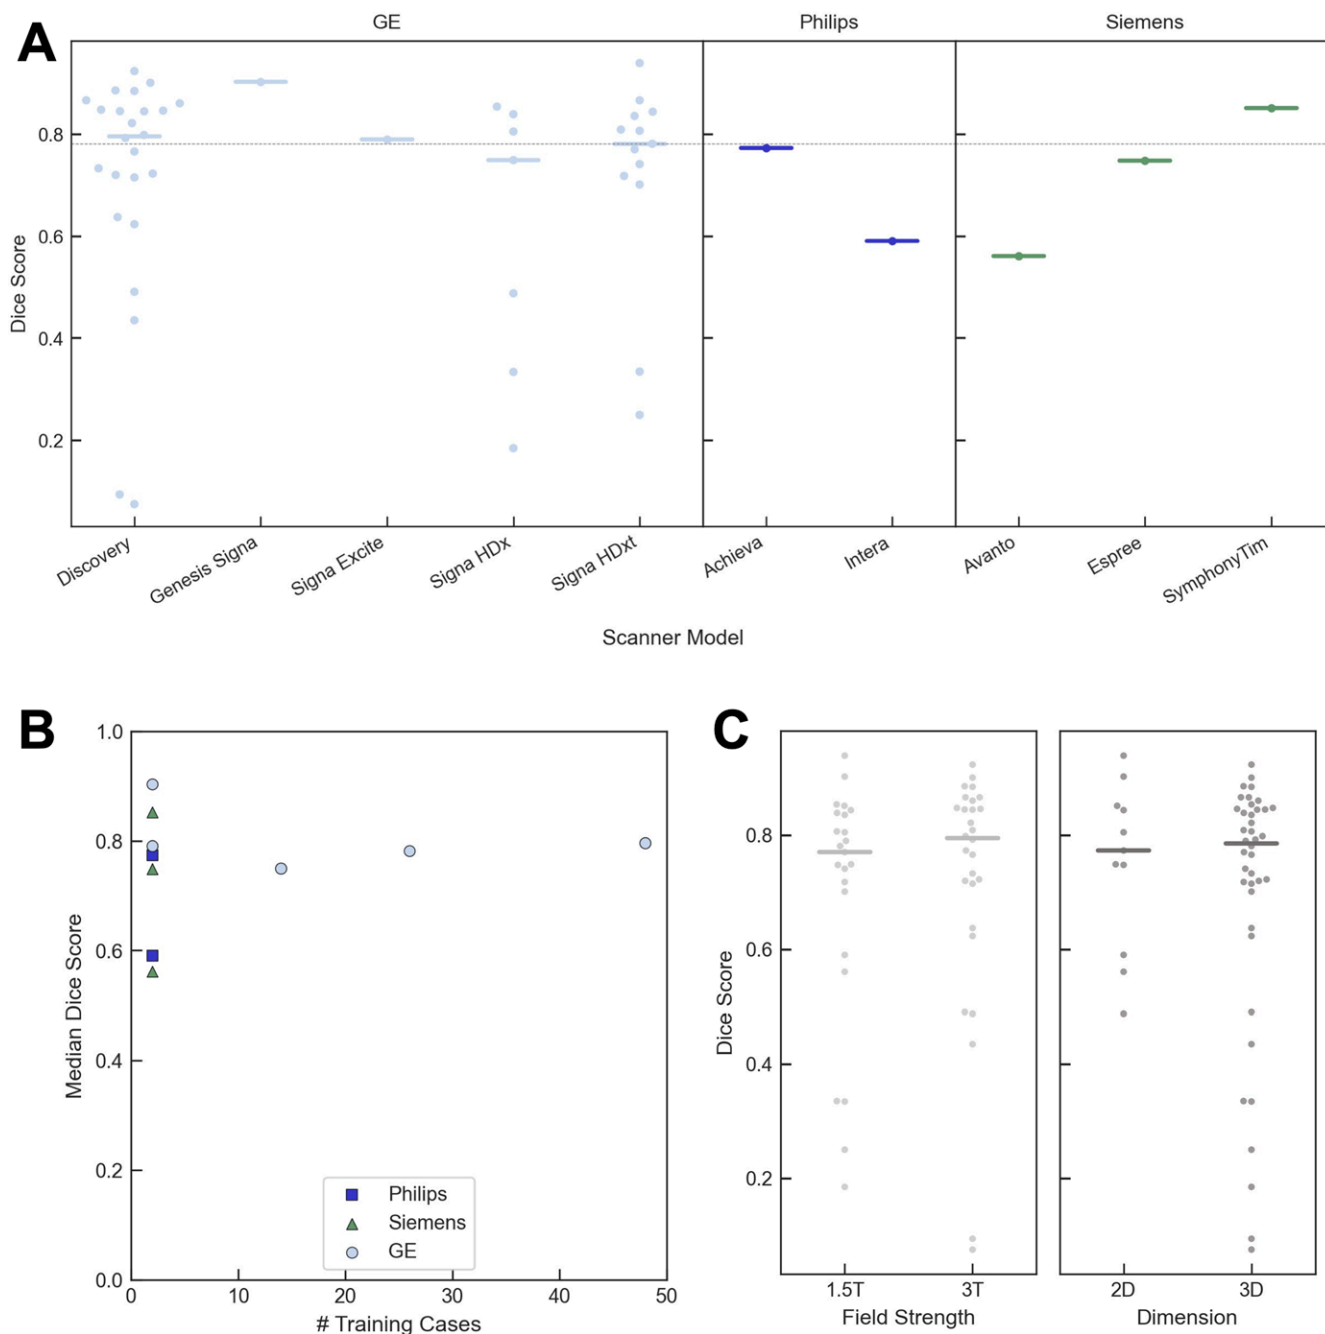 A
GE
Philips
Siemens
Dice Score
0.8
0.6
0.4
0.2
Discovery
Genesis Signa
Signa Excite
Signa HDx
Signa HDxt
Achieva
Intera
Avanto
Espree
SymphonyTim
Scanner Model
B
Median Dice Score
1.0
0.8
0.6
0.4
0.2
0.0
Philips
Siemens
GE
0 10 20 30 40 50
# Training Cases
C
Dice Score
0.8
0.6
0.4
0.2
1.5T 3T
Field Strength
2D 3D
Dimension